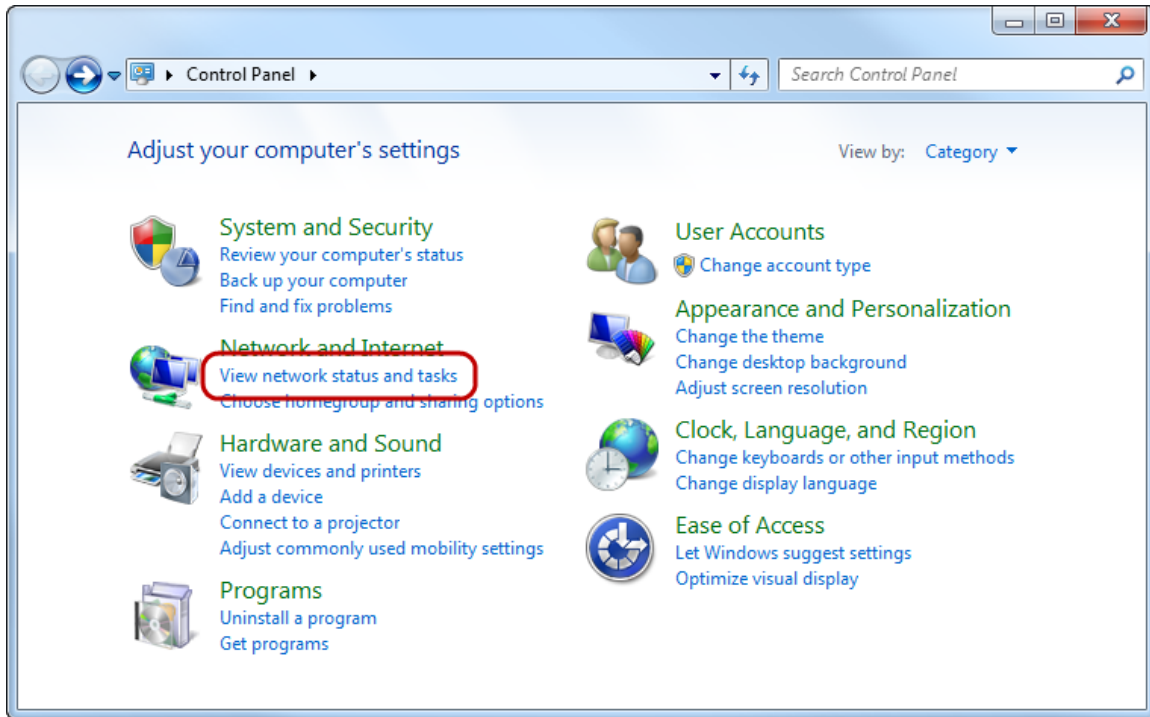 Control Panel
Search Control Panel
Adjust your computer's settings
View by: Category
System and Security
Review your computer's status
Back up your computer
Find and fix problems
Network and Internet
View network status and tasks
Choose homegroup and sharing options
Hardware and Sound
View devices and printers
Add a device
Connect to a projector
Adjust commonly used mobility settings
Programs
Uninstall a program
Get programs
User Accounts
Change account type
Appearance and Personalization
Change the theme
Change desktop background
Adjust screen resolution
Clock, Language, and Region
Change keyboards or other input methods
Change display language
Ease of Access
Let Windows suggest settings
Optimize visual display